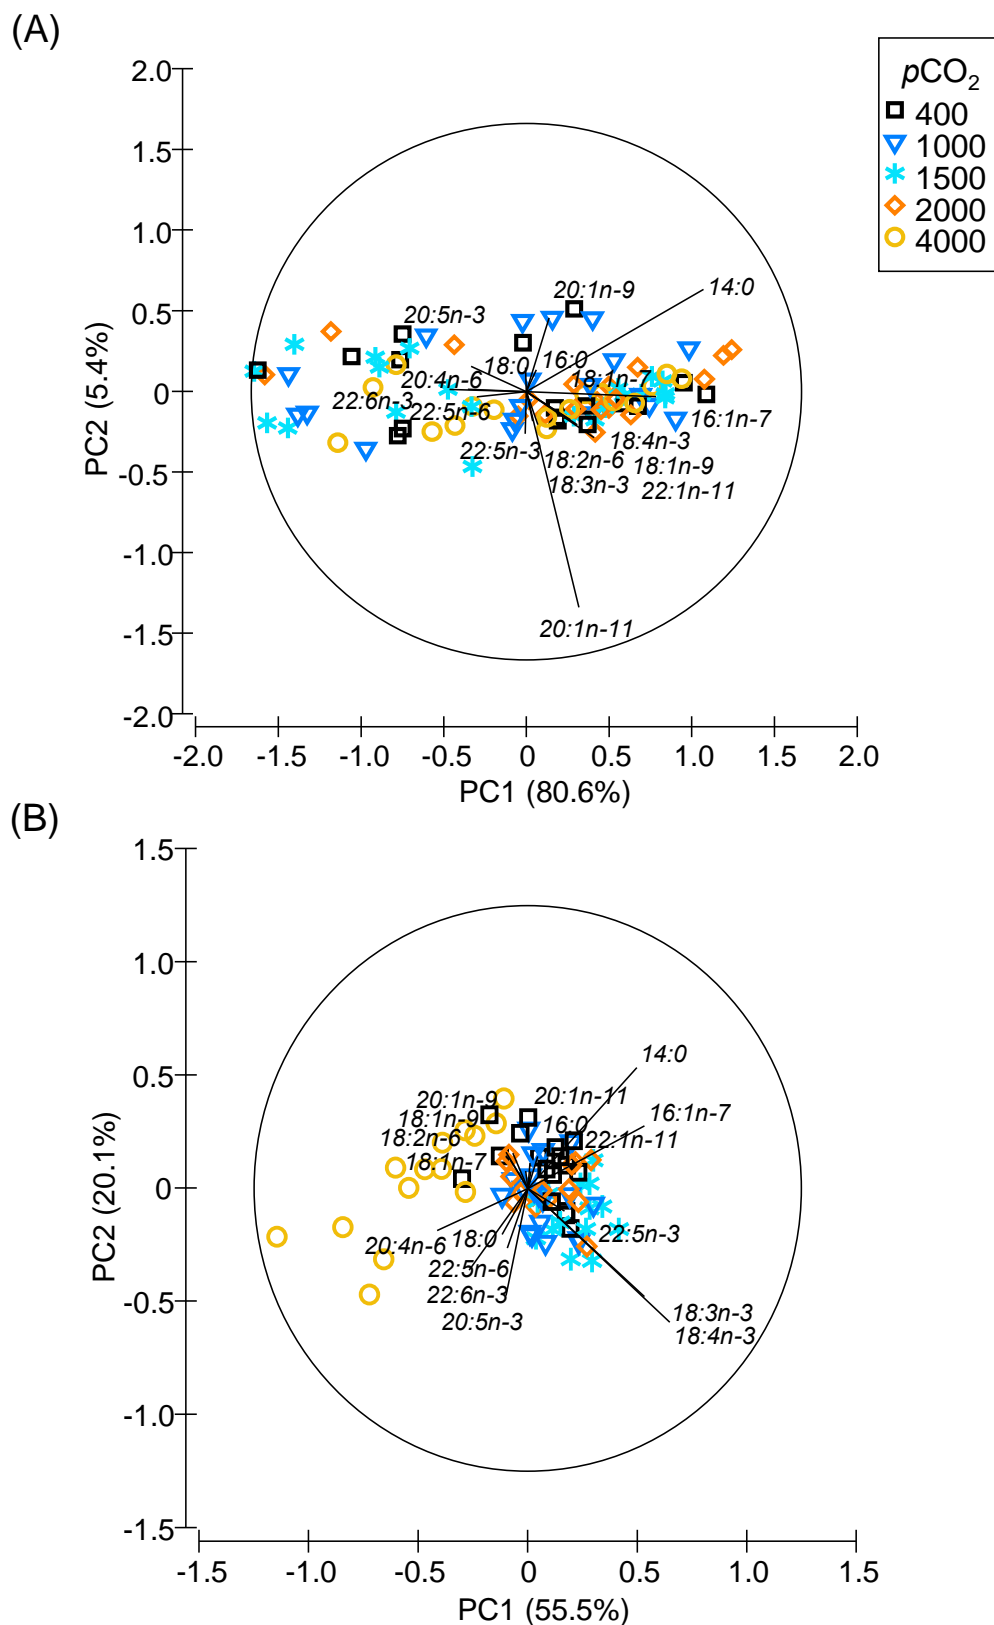 (A)
pCO2
400
1000
1500
2000
4000
2.0
1.5
1.0
0.5
0
-0.5
-1.0
-1.5
-2.0
PC2 (5.4%)
20:1n-9
14:0
20:5n-3
18:0
16:0
20:4n-6
18:1n-7
22:6n-3
22:5n-6
16:1n-7
22:5n-3
18:4n-3
18:2n-6
18:1n-9
18:3n-3
22:1n-11
20:1n-11
-2.0
-1.5
-1.0
-0.5
0
0.5
1.0
1.5
2.0
PC1 (80.6%)
(B)
1.5
1.0
0.5
0
-0.5
-1.0
-1.5
PC2 (20.1%)
14:0
20:1n-9
20:1n-11
16:1n-7
18:1n-9
16:0
22:1n-11
18:2n-6
18:1n-7
20:4n-6
18:0
22:5n-3
22:5n-6
22:6n-3
20:5n-3
18:3n-3
18:4n-3
-1.5
-1.0
-0.5
0
0.5
1.0
1.5
PC1 (55.5%)